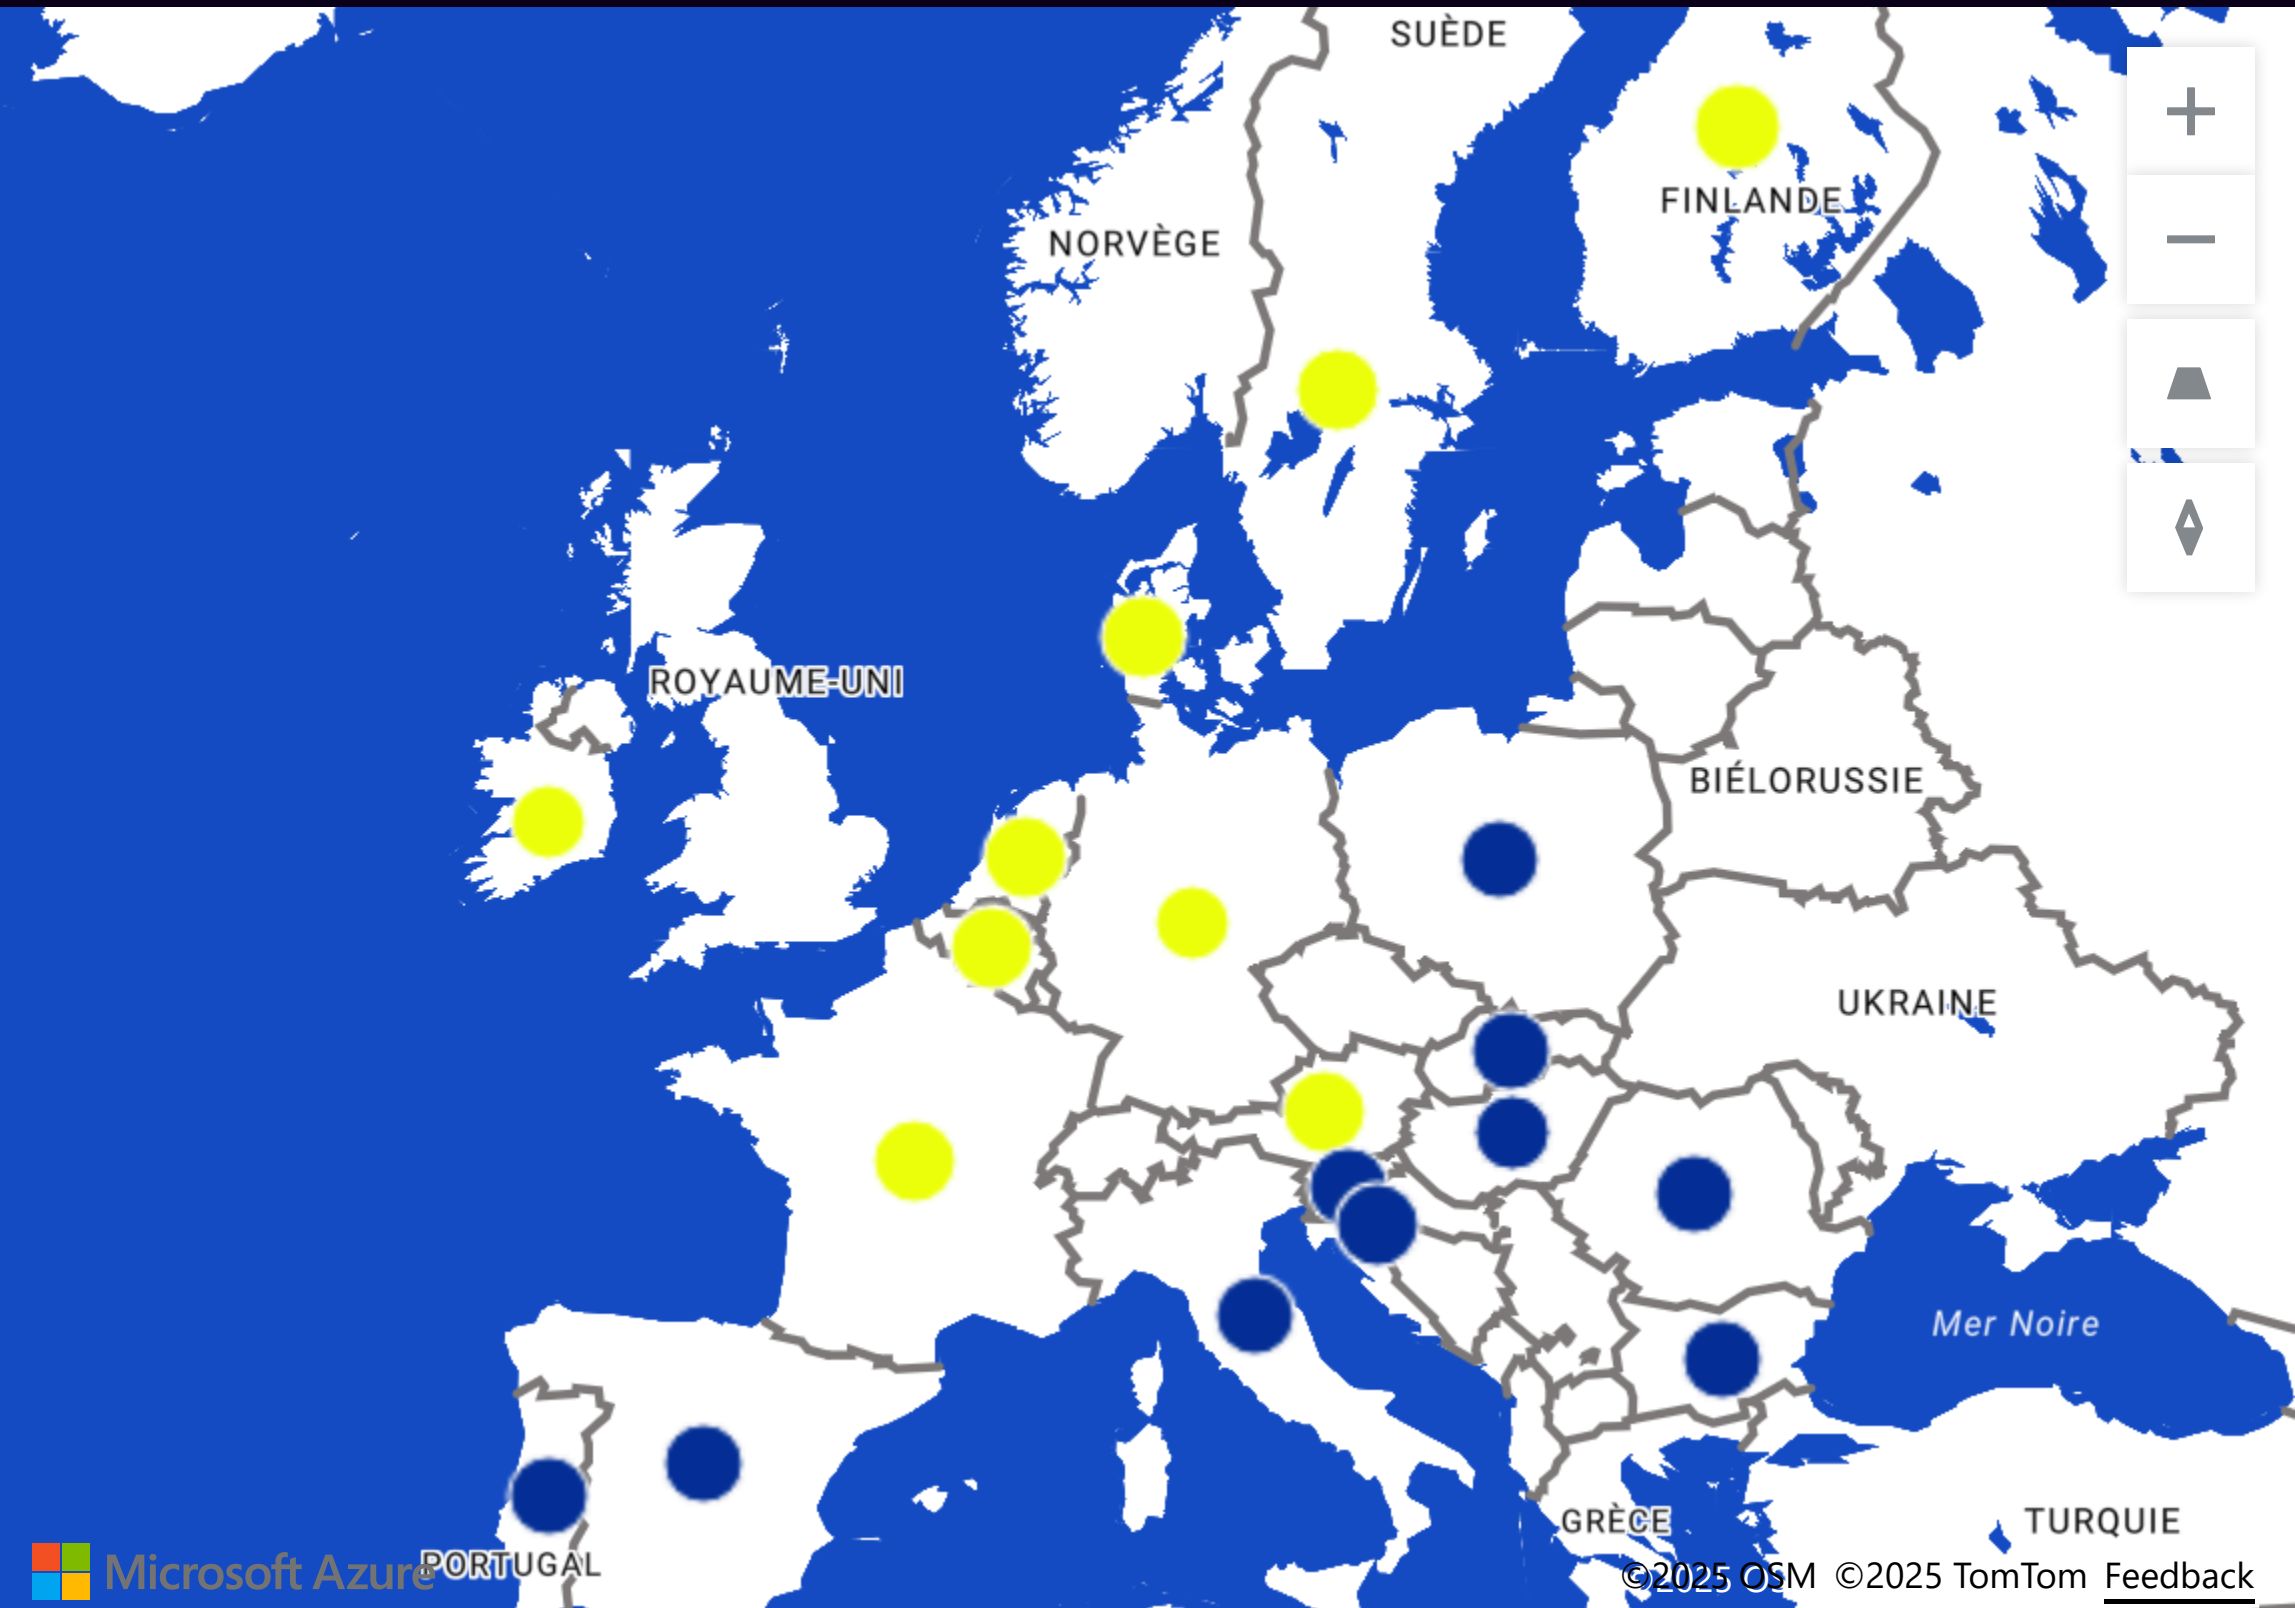 SUÈDE
FINLANDE
NORVÈGE
ROYAUME-UNI
BIÉLORUSSIE
UKRAINE
Mer Noire
GRÈCE
TURQUIE
PORTUGAL
Microsoft Azure
©2025 OSM ©2025 TomTom Feedback